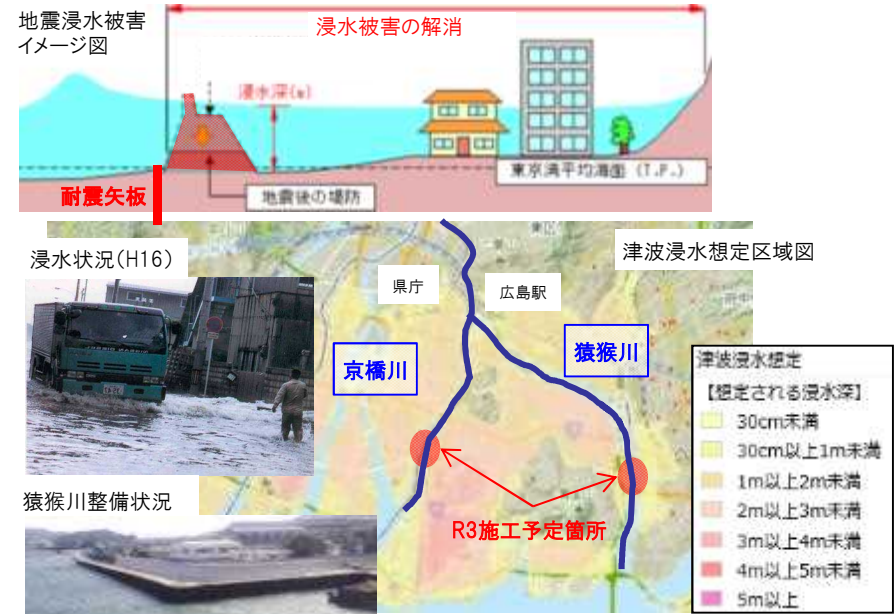 地震浸水被害
イメージ図
浸水被害の解消
浸水深(m)
東京湾平均海面 (T.P.)
耐震矢板
地震後の堤防
浸水状況(H16)
津波浸水想定区域図
県庁
広島駅
京橋川
猿猴川
猿猴川整備状況
R3施工予定箇所
津波浸水想定
【想定される浸水深】
30cm未満
30cm以上1m未満
1m以上2m未満
2m以上3m未満
3m以上4m未満
4m以上5m未満
5m以上